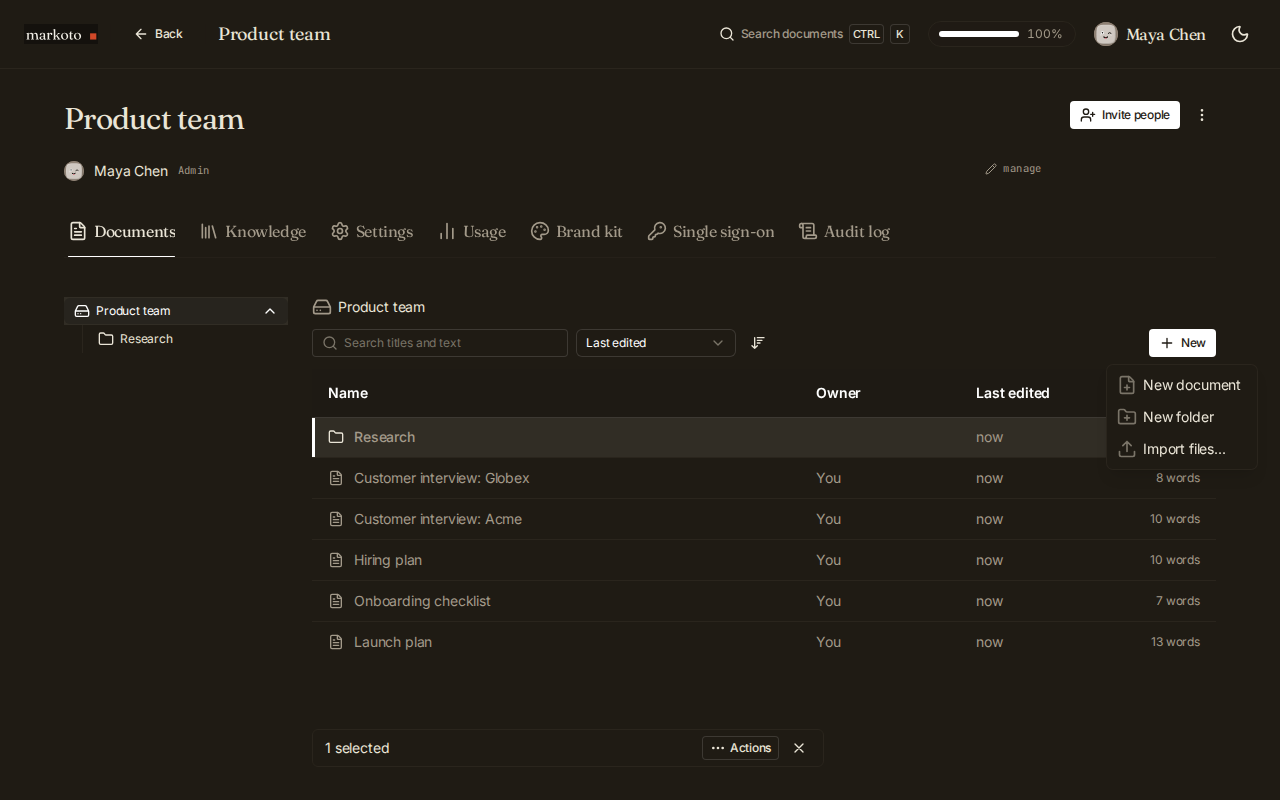 markoto
Back
Product team
Search documents CTRL K
100%
Maya Chen
Product team
Invite people
Maya Chen Admin
manage
Documents
Knowledge
Settings
Usage
Brand kit
Single sign-on
Audit log
Product team
Research
Product team
Search titles and text
Last edited
New
New document
New folder
Import files...
Name Owner Last edited
Research now
Customer interview: Globex You now 8 words
Customer interview: Acme You now 10 words
Hiring plan You now 10 words
Onboarding checklist You now 7 words
Launch plan You now 13 words
1 selected
Actions